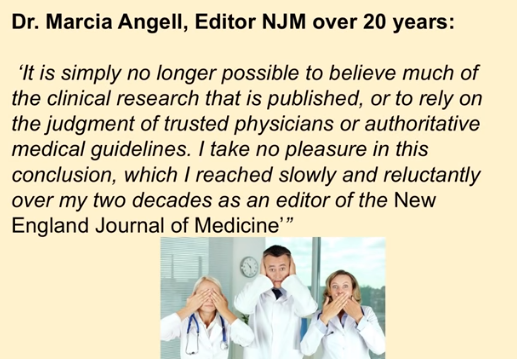 Dr. Marcia Angell, Editor NJM over 20 years:
‘It is simply no longer possible to believe much of
the clinical research that is published, or to rely on
the judgment of trusted physicians or authoritative
medical guidelines. I take no pleasure in this
conclusion, which I reached slowly and reluctantly
over my two decades as an editor of the New
England Journal of Medicine’”